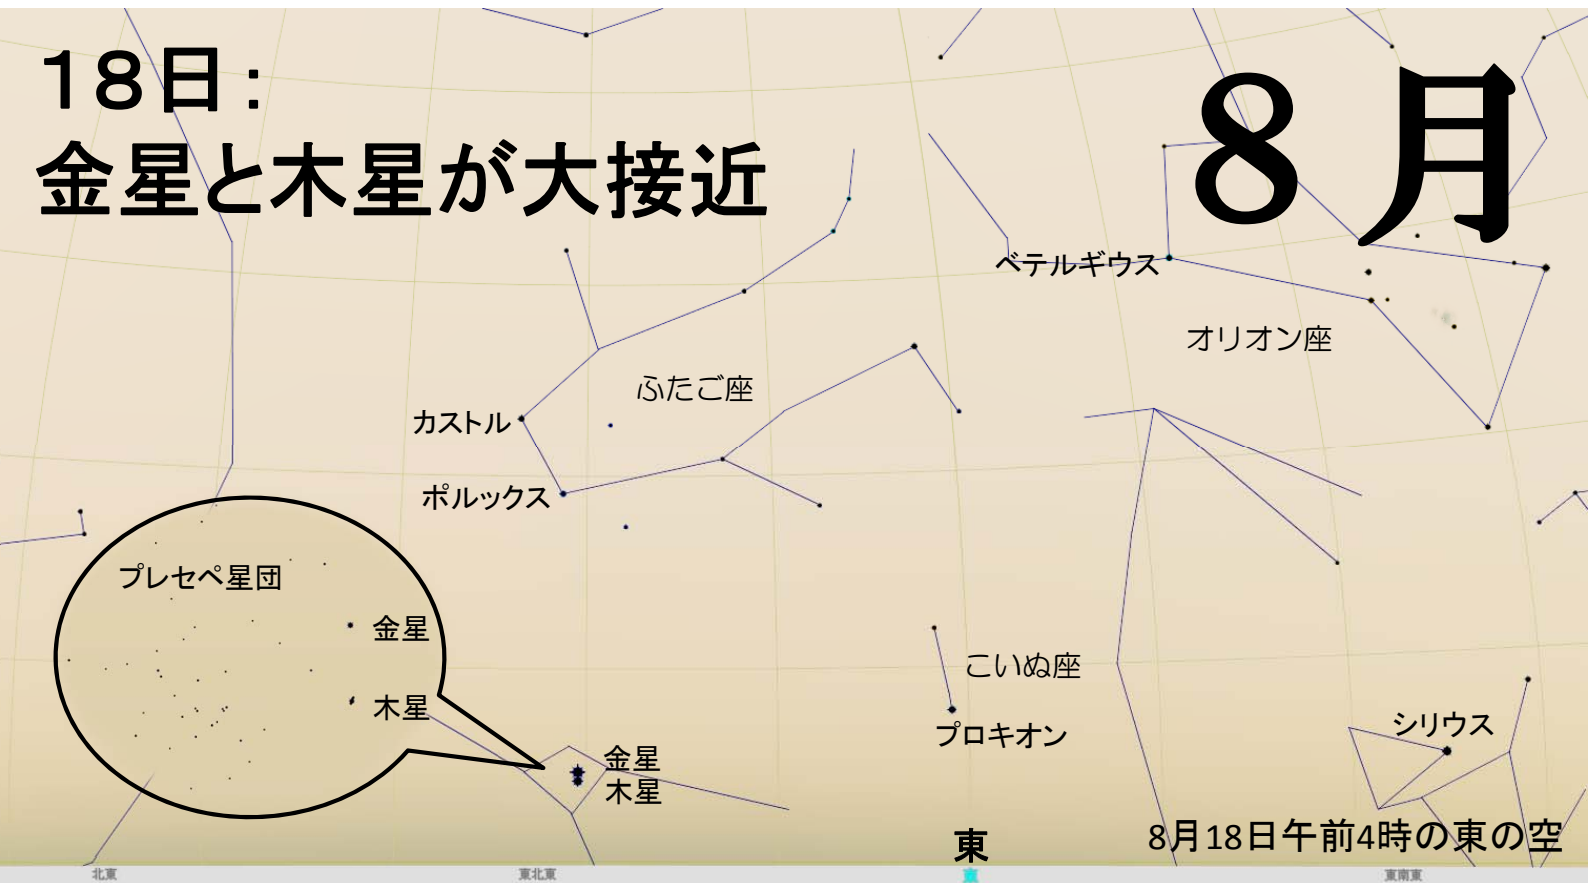 18日:
金星と木星が大接近
8月
ベテルギウス
オリオン座
ふたご座
カストル
ポルックス
プレセペ星団
金星
木星
こいぬ座
プロキオン
シリウス
金星
木星
東
8月18日午前4時の東の空
北東
東北東
東
東南東